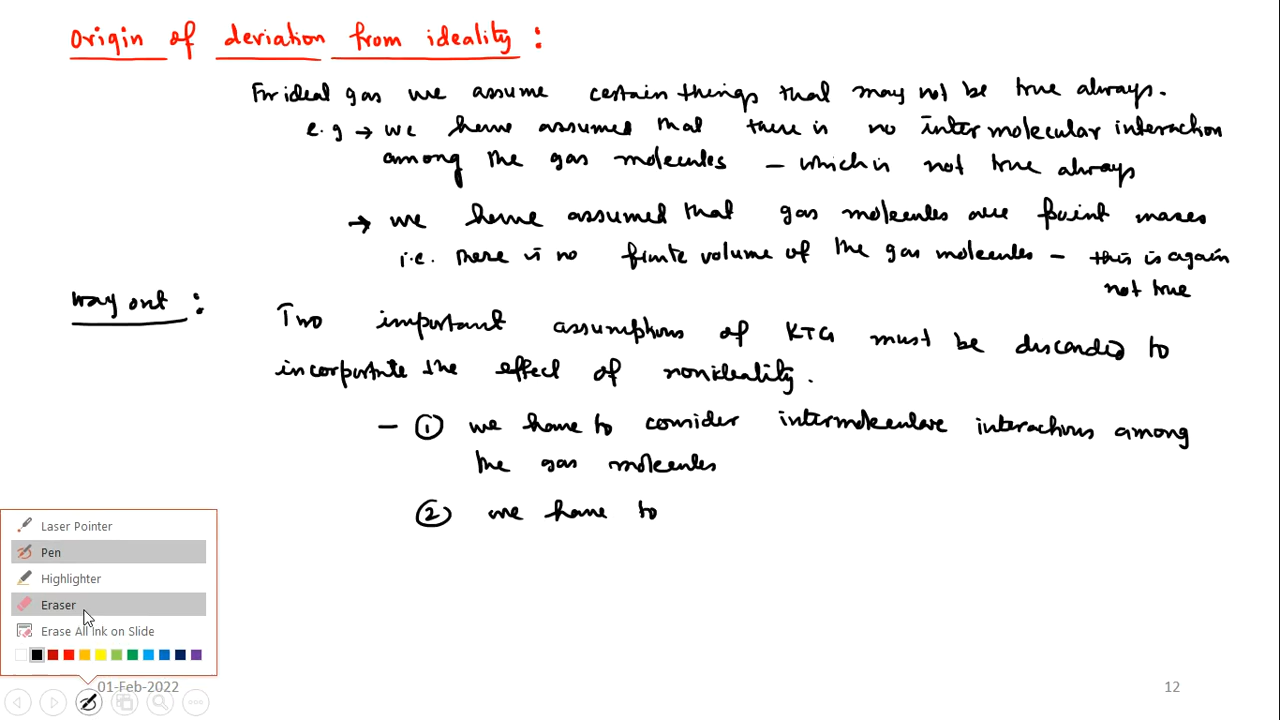 Origin of deviation from ideality :
For ideal gas we assume certain things that may not be true always.
e.g → we have assumed that there is no intermolecular interaction
among the gas molecules – which is not true always
→ we have assumed that gas molecules are point masses
i.e. there is no finite volume of the gas molecules – this is again
not true
Way out :
Two important assumptions of KTG must be discarded to
incorporate the effect of nonideality.
– ① we have to consider intermolecular interactions among
the gas molecules
② we have to
Laser Pointer
Pen
Highlighter
Eraser
Erase All Ink on Slide
01-Feb-2022
12